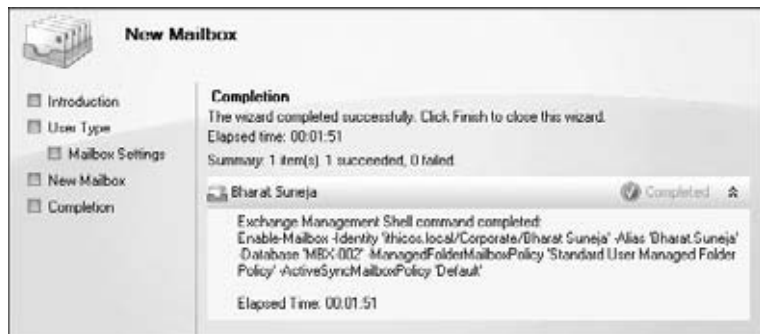 New Mailbox
Introduction
User Type
Mailbox Settings
New Mailbox
Completion
Completion
The wizard completed successfully. Click Finish to close this wizard.
Elapsed time: 00:01:51
Summary: 1 item(s). 1 succeeded, 0 failed.
Bharat Suneja
Completed
Exchange Management Shell command completed:
Enable-Mailbox -Identity 'ithicos.local/Corporate/Bharat Suneja' -Alias 'Bharat.Suneja'
-Database 'MBX-002' -ManagedFolderMailboxPolicy 'Standard User Managed Folder
Policy' -ActiveSyncMailboxPolicy 'Default'
Elapsed Time: 00:01:51